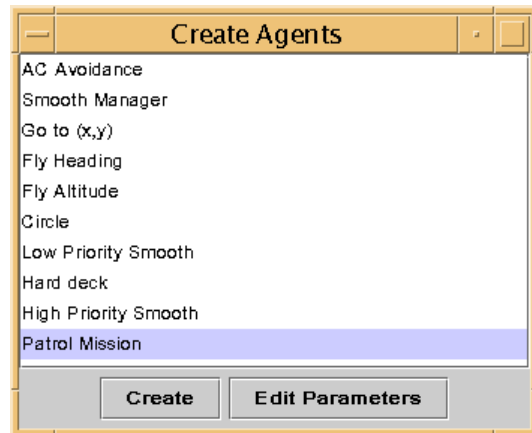 Create Agents
AC Avoidance
Smooth Manager
Go to (x,y)
Fly Heading
Fly Altitude
Circle
Low Priority Smooth
Hard deck
High Priority Smooth
Patrol Mission
Create Edit Parameters